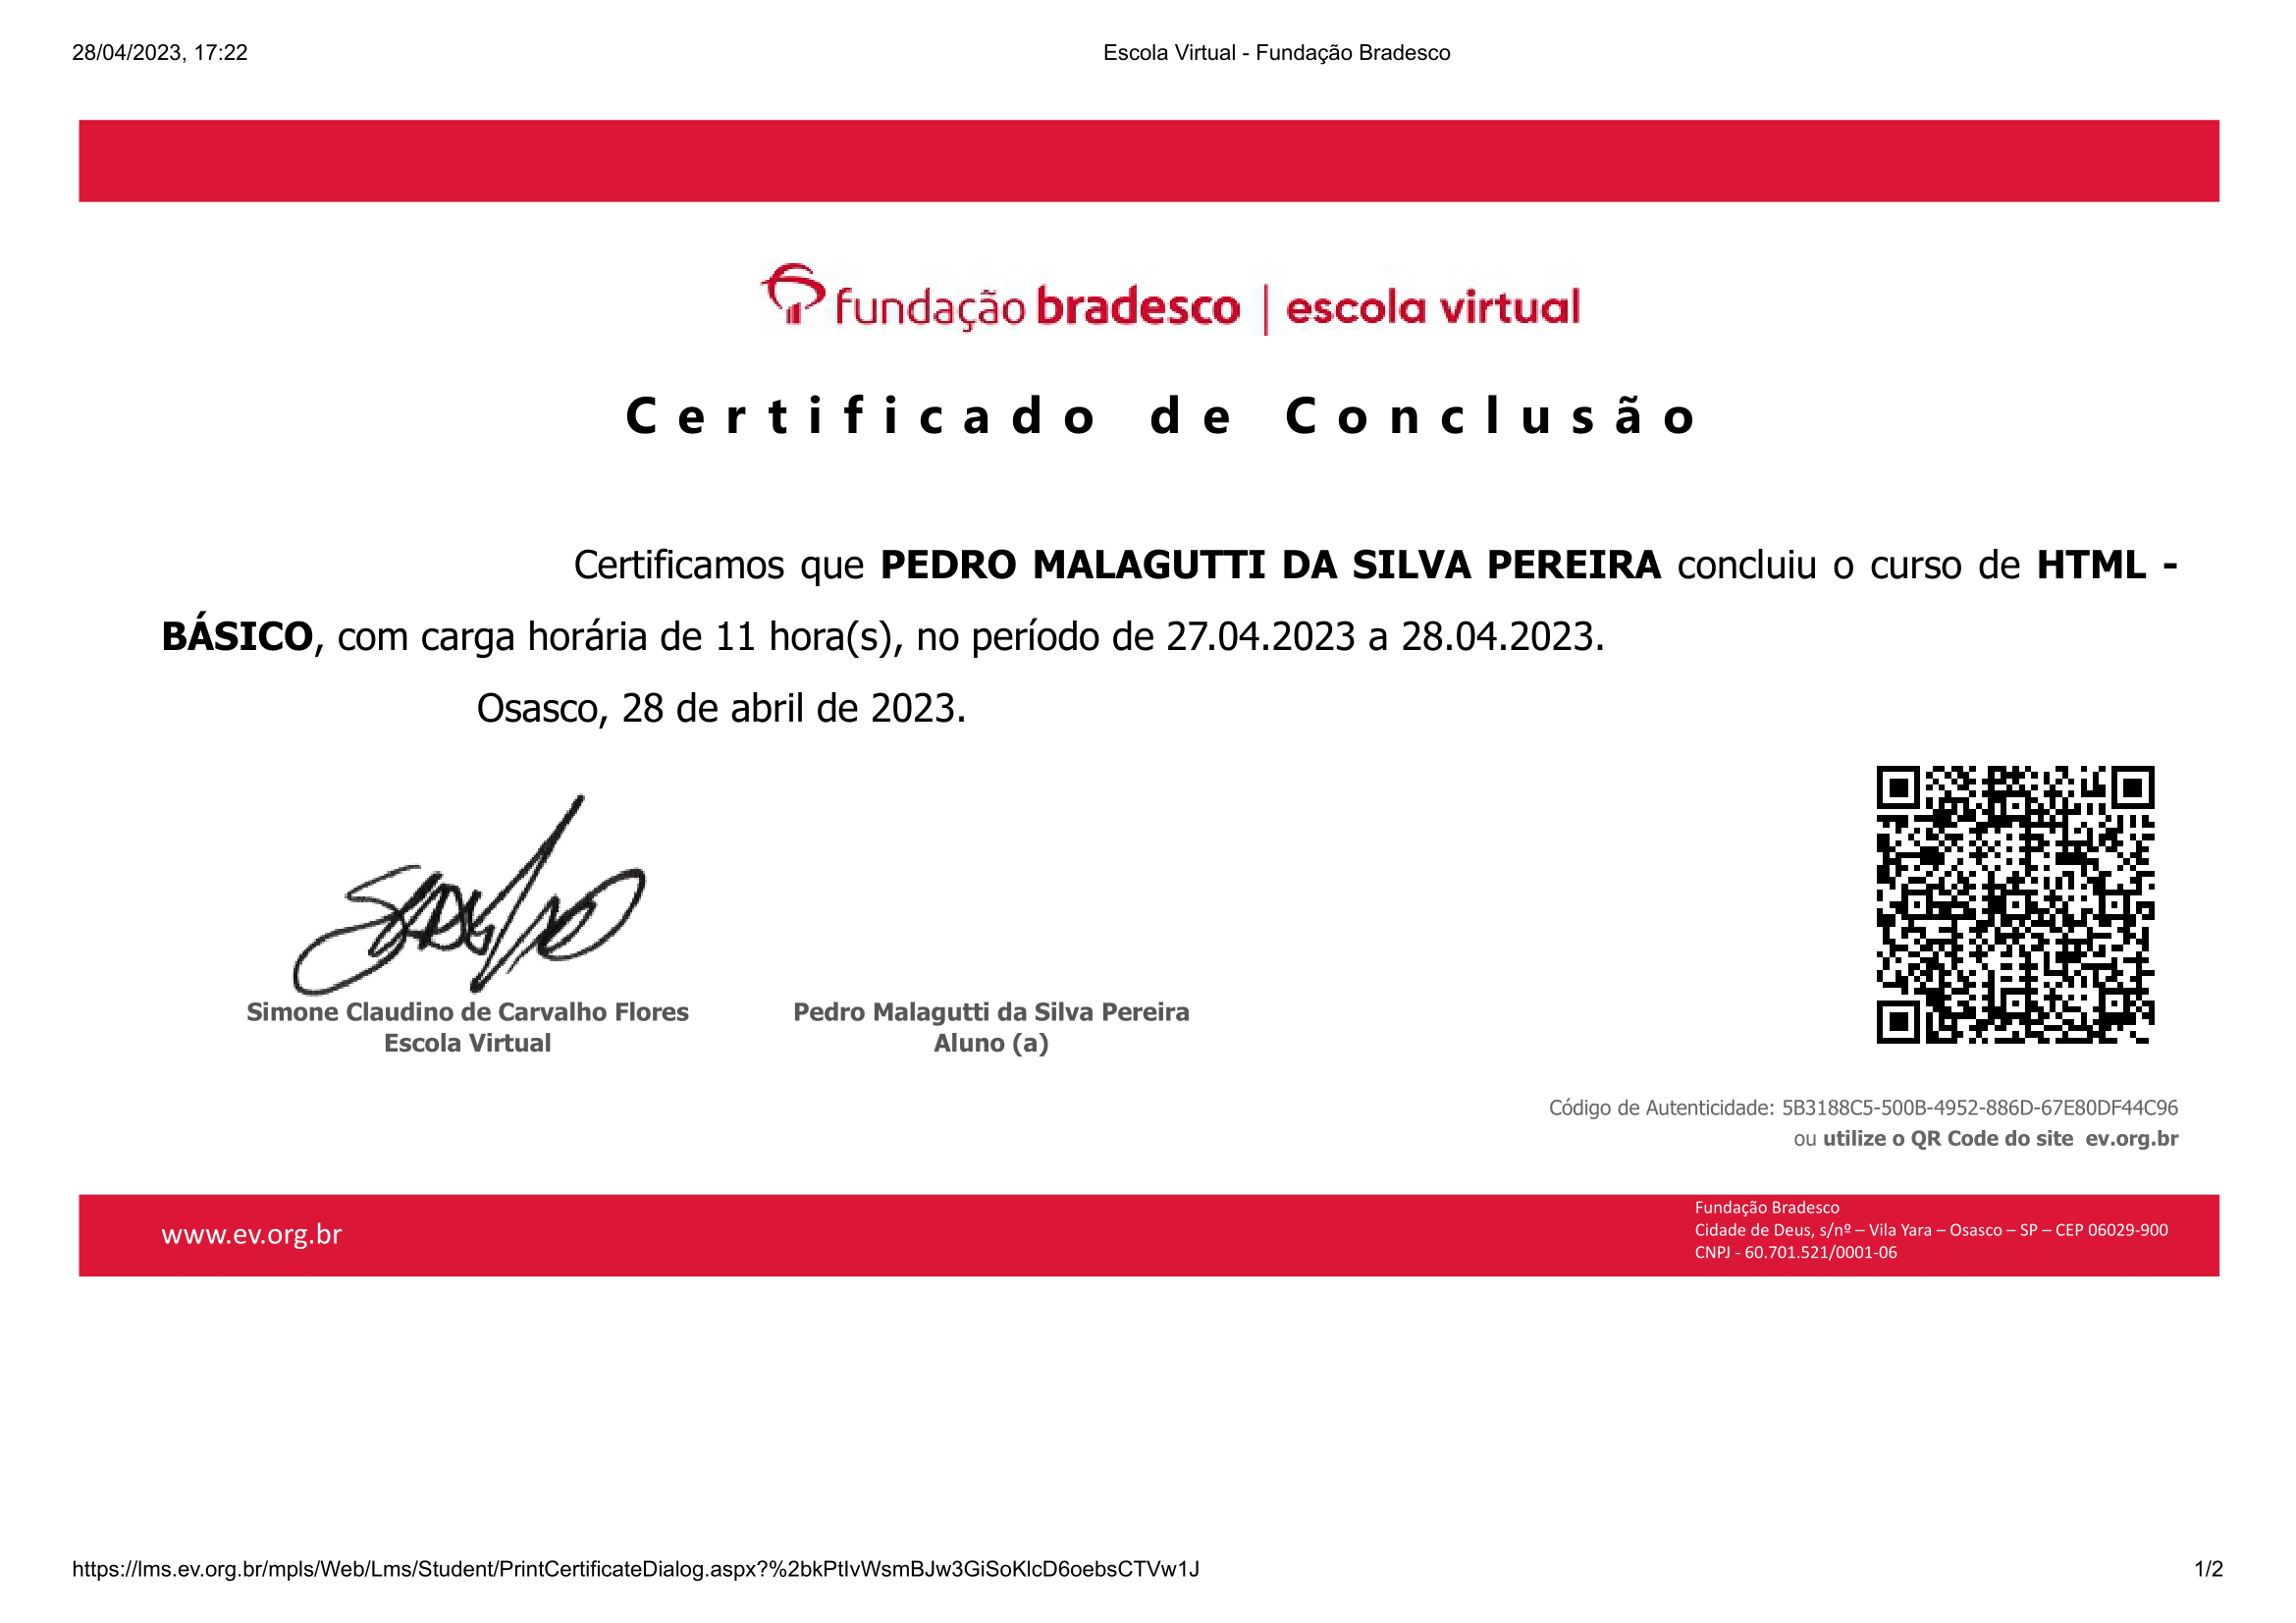 28/04/2023, 17:22
Escola Virtual - Fundação Bradesco
fundação bradesco | escola virtual
Certificado de Conclusão
Certificamos que PEDRO MALAGUTTI DA SILVA PEREIRA concluiu o curso de HTML -
BÁSICO, com carga horária de 11 hora(s), no período de 27.04.2023 a 28.04.2023.
Osasco, 28 de abril de 2023.
Simone Claudino de Carvalho Flores
Escola Virtual
Pedro Malagutti da Silva Pereira
Aluno (a)
Código de Autenticidade: 5B3188C5-500B-4952-886D-67E80DF44C96
ou utilize o QR Code do site ev.org.br
www.ev.org.br
Fundação Bradesco
Cidade de Deus, s/nº – Vila Yara – Osasco – SP – CEP 06029-900
CNPJ - 60.701.521/0001-06
https://lms.ev.org.br/mpls/Web/Lms/Student/PrintCertificateDialog.aspx?%2bkPtIvWsmBJw3GiSoKlcD6oebsCTVw1J
1/2